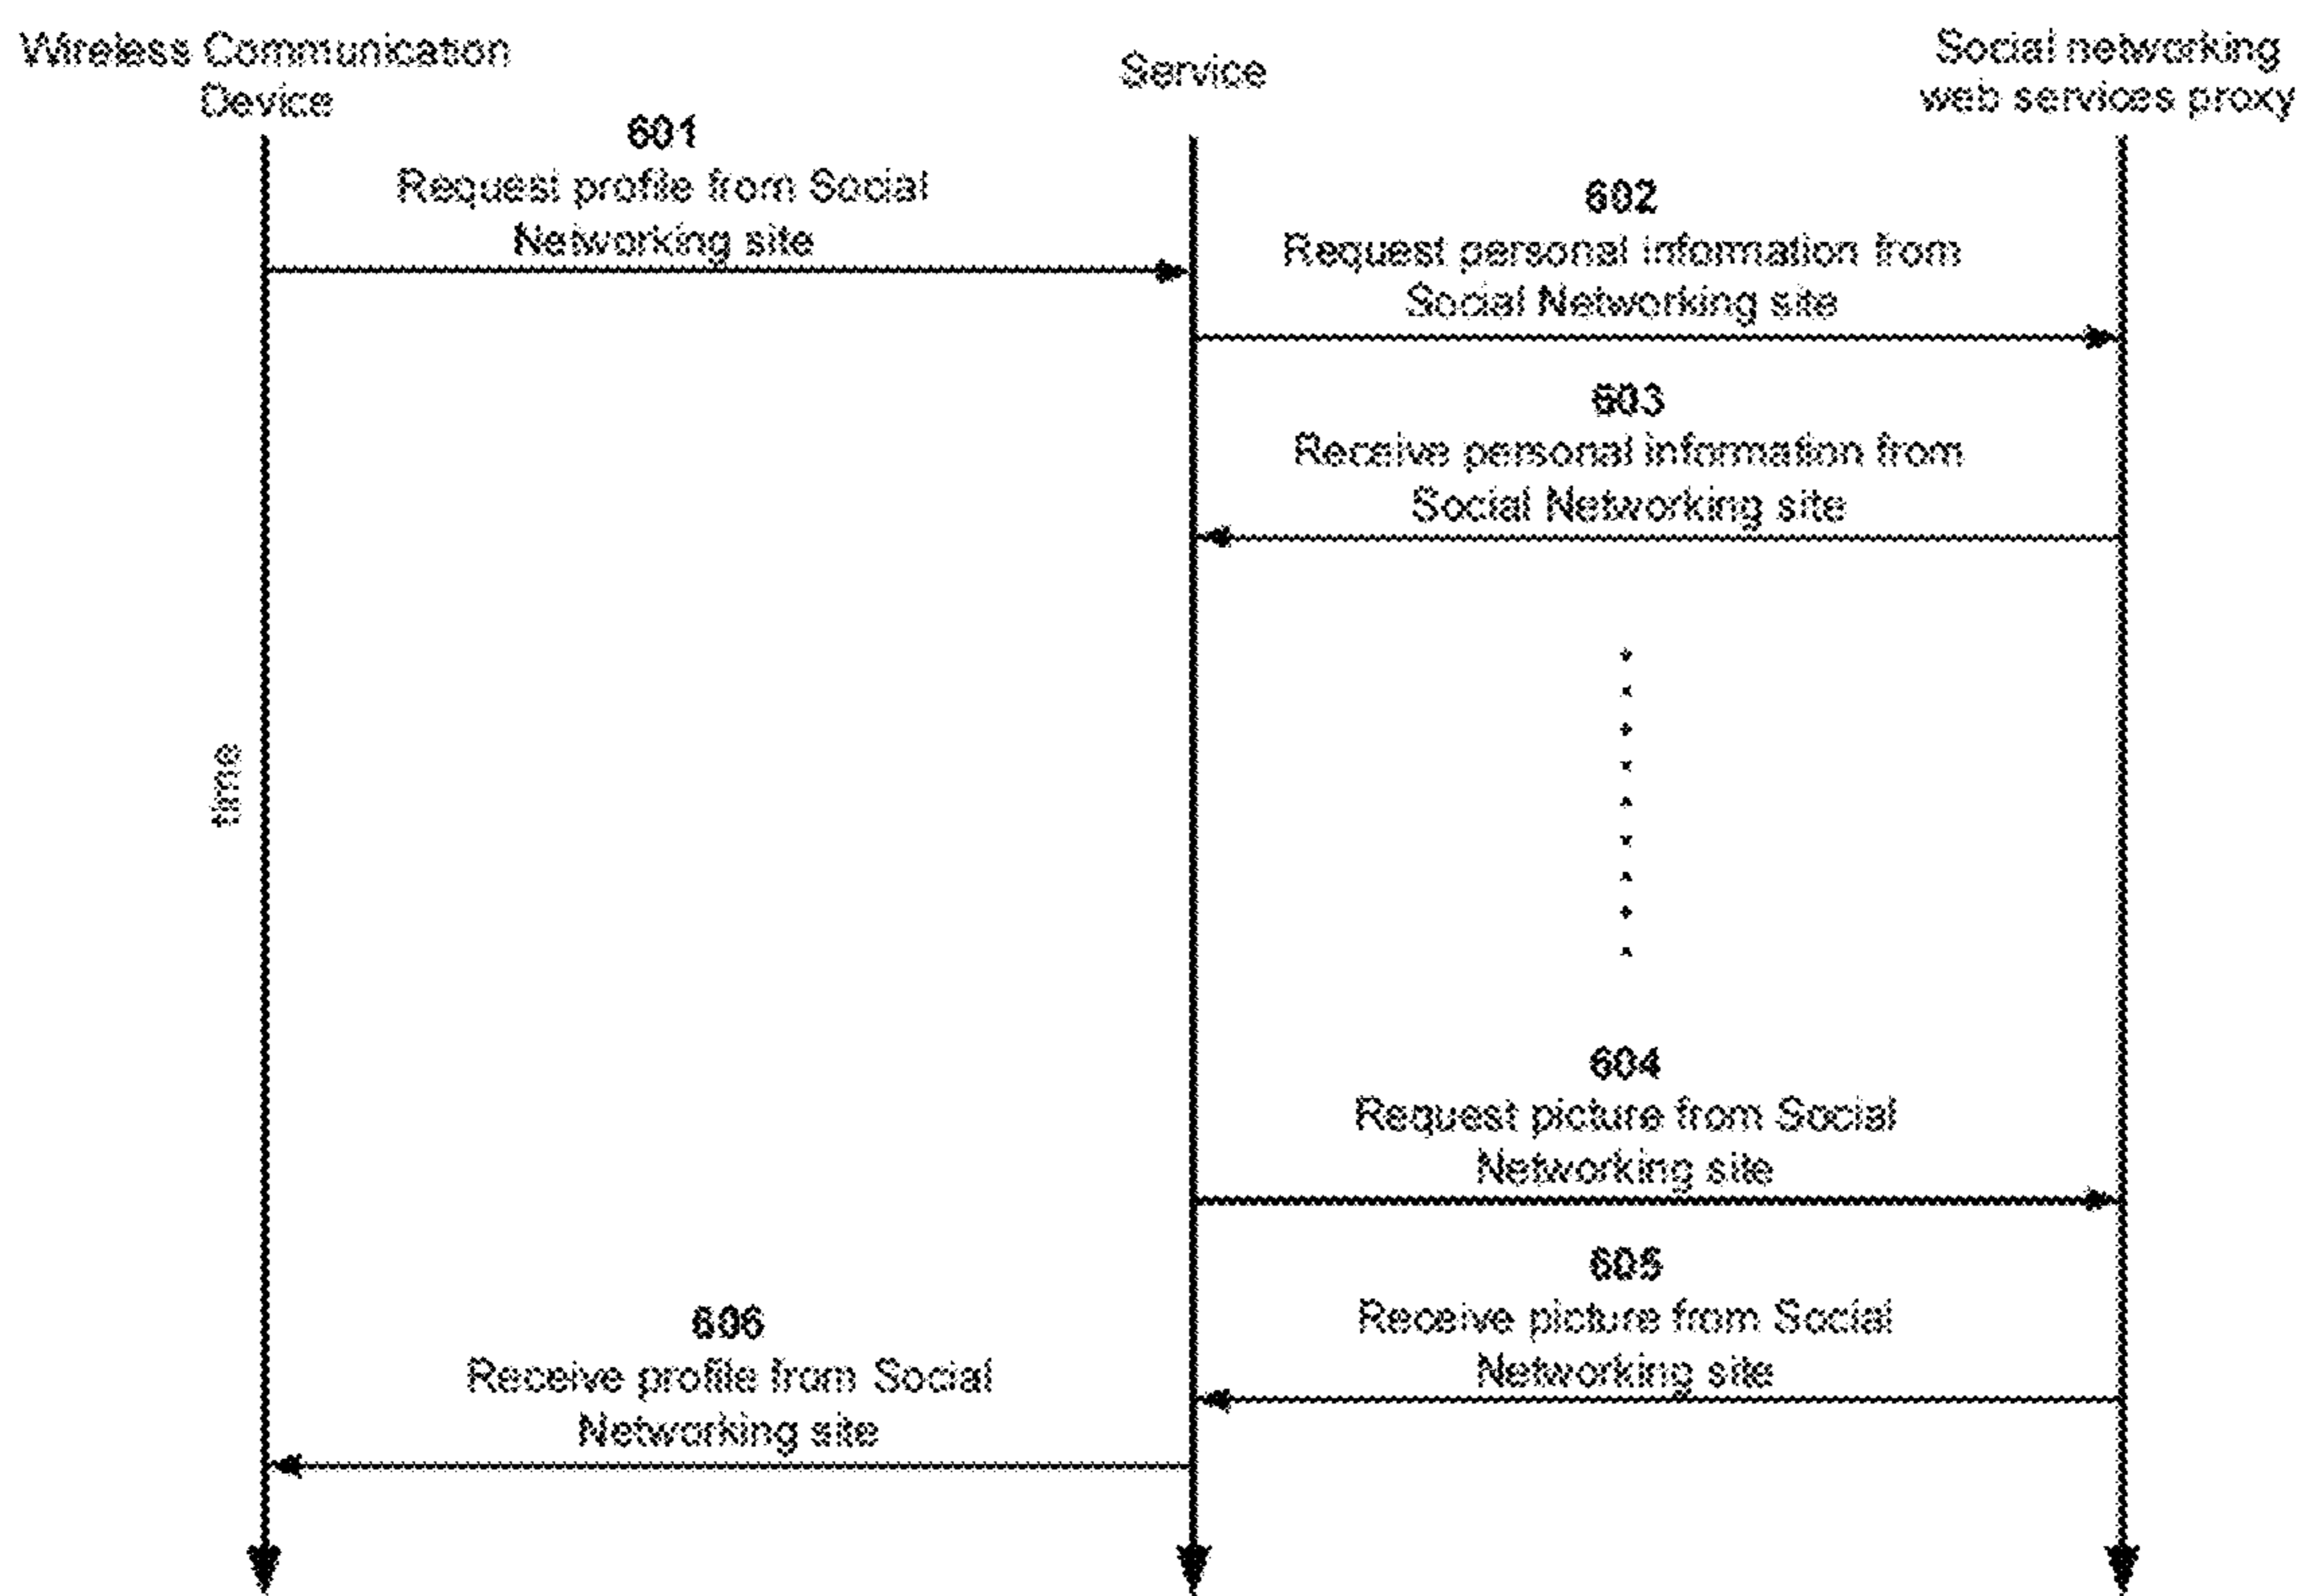 Wireless Communication
Device
Service
Social networking
web services proxy
601
Request profile from Social
Networking site
602
Request personal information from
Social Networking site
603
Receive personal information from
Social Networking site
time
604
Request picture from Social
Networking site
605
Receive picture from Social
Networking site
606
Receive profile from Social
Networking site